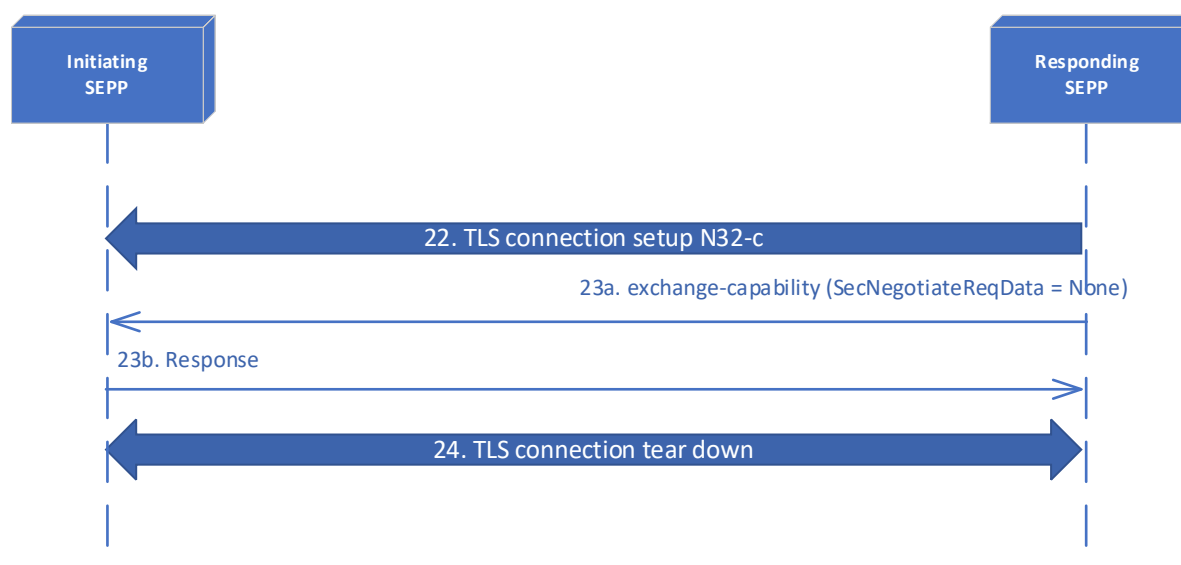 Initiating
SEPP
Responding
SEPP
22. TLS connection setup N32-c
23a. exchange-capability (SecNegotiateReqData = None)
23b. Response
24. TLS connection tear down